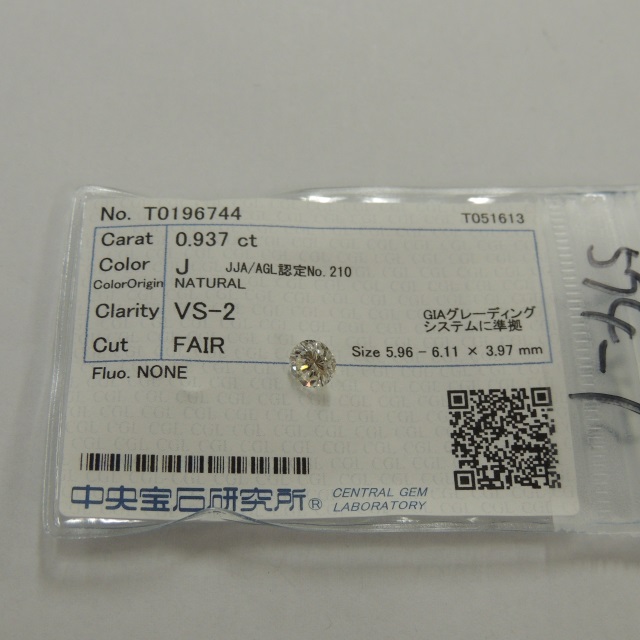 No. T0196744
T051613
Carat 0.937 ct
Color J JJA/AGL認定No.210
ColorOrigin NATURAL
Clarity VS-2
GIAグレーディング
システムに準拠
Cut FAIR
Size 5.96 - 6.11 × 3.97 mm
Fluo. NONE
中央宝石研究所®
CENTRAL GEM
LABORATORY